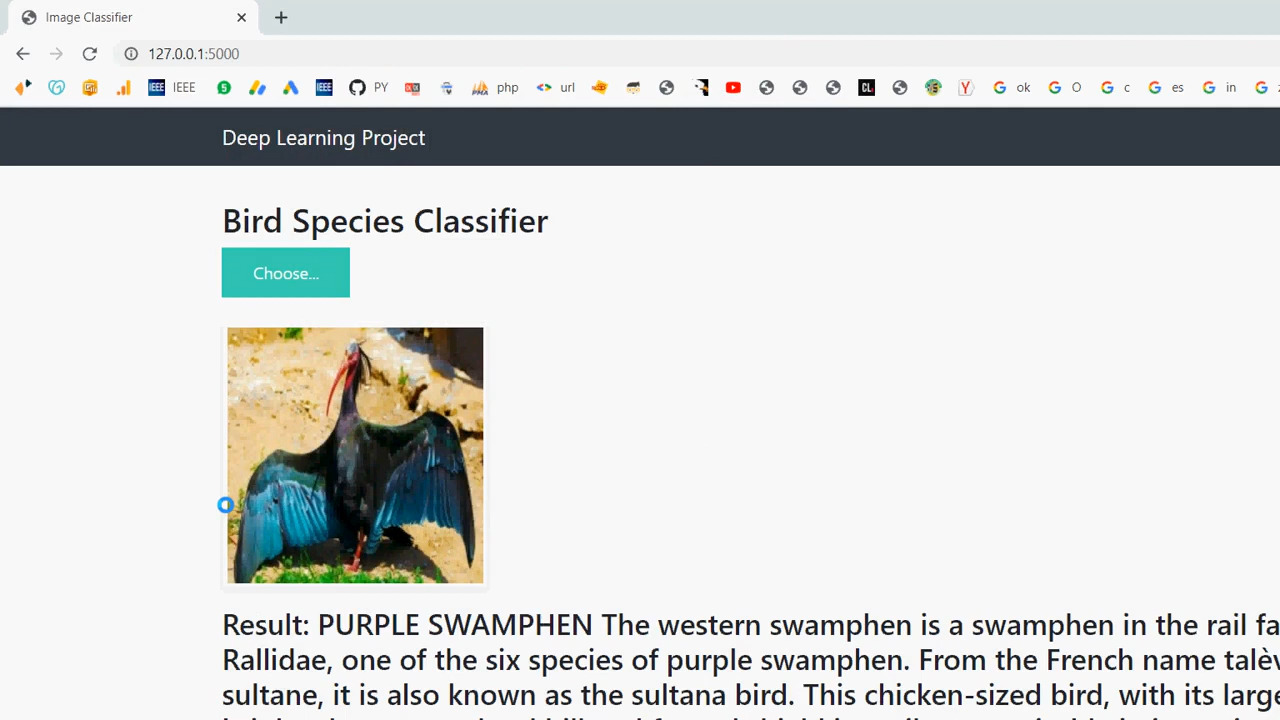 Image Classifier
127.0.0.1:5000
IEEE PY php url ok O c es in
Deep Learning Project
Bird Species Classifier
Choose...
Result: PURPLE SWAMPHEN The western swamphen is a swamphen in the rail fa
Rallidae, one of the six species of purple swamphen. From the French name talèv
sultane, it is also known as the sultana bird. This chicken-sized bird, with its large